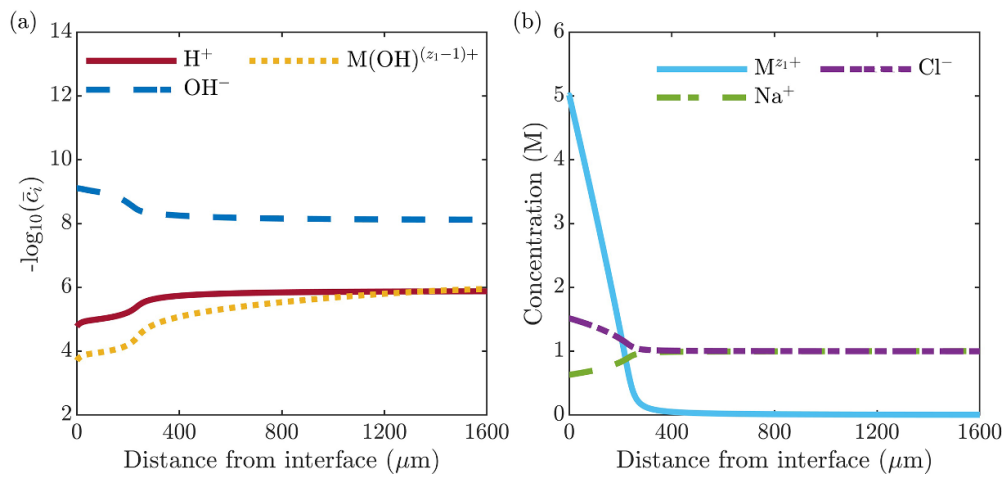 (a)
14
12
10
8
6
4
2
-log₁₀(c̄ᵢ)
H⁺
OH⁻
M(OH)⁽ᶻ¹⁻¹⁾⁺
0
400
800
1200
1600
Distance from interface (μm)
(b)
6
5
4
3
2
1
0
Concentration (M)
Mᶻ¹⁺
Na⁺
Cl⁻
0
400
800
1200
1600
Distance from interface (μm)